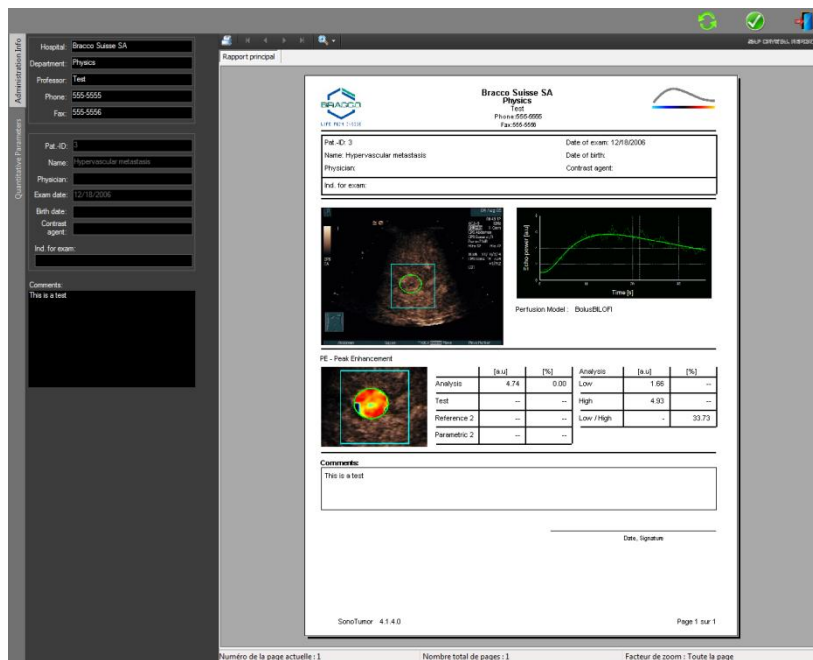 Administration Info
Quantitative Parameters
Hospital: Bracco Suisse SA
Department: Physics
Professor: Test
Phone: 555-5555
Fax: 555-5556
Pat.-ID: 3
Name: Hypervascular metastasis
Physician:
Exam date: 12/18/2006
Birth date:
Contrast agent:
Ind. for exam:
Comments:
This is a test
Rapport principal
BRACCO
LIFE FROM INSIDE
Bracco Suisse SA
Physics
Test
Phone:555-5555
Fax:555-5556
Pat.-ID: 3
Date of exam: 12/18/2006
Name: Hypervascular metastasis
Date of birth:
Physician:
Contrast agent:
Ind. for exam:
Echo-power [a.u]
Time [s]
Perfusion Model : BolusBILOFI
PE - Peak Enhancement
[a.u] [%] Analysis [a.u] [%]
Analysis 4.74 0.00 Low 1.66 --
Test -- -- High 4.93 --
Reference 2 -- -- Low / High - 33.73
Parametric 2 -- --
Comments:
This is a test
Date, Signature
SonoTumor 4.1.4.0
Page 1 sur 1
Numéro de la page actuelle : 1
Nombre total de pages : 1
Facteur de zoom : Toute la page